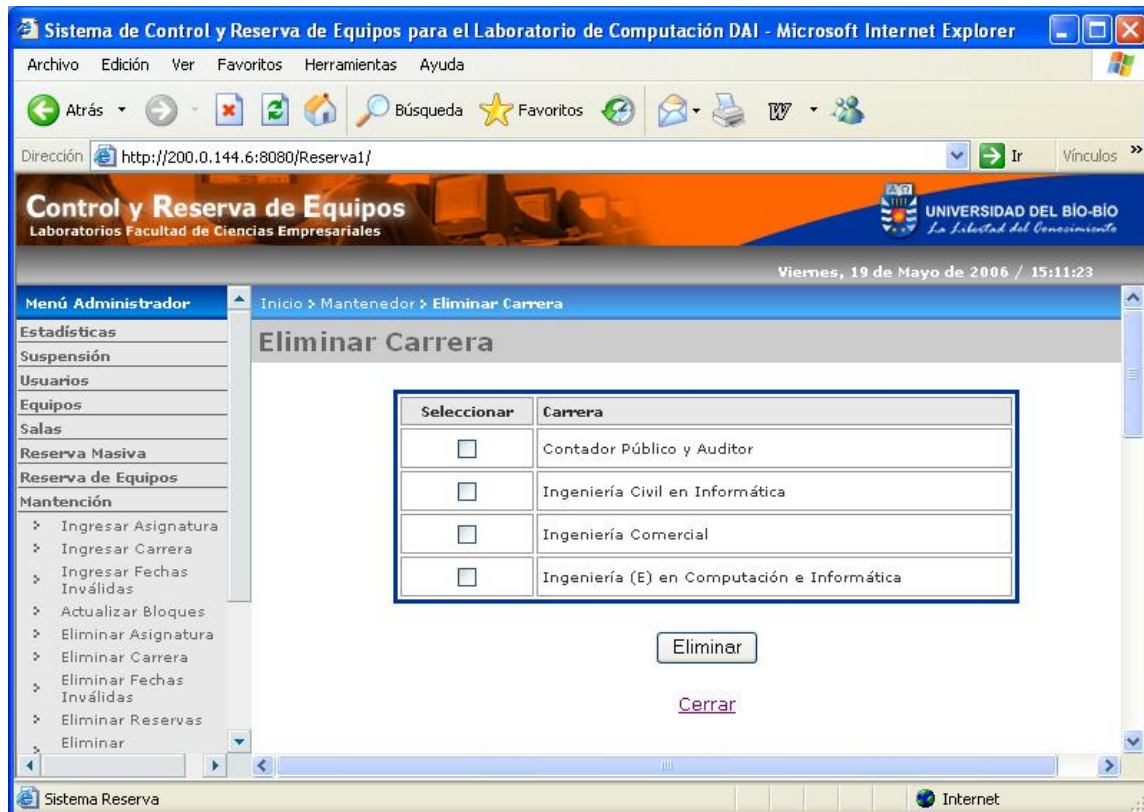 Sistema de Control y Reserva de Equipos para el Laboratorio de Computación DAI - Microsoft Internet Explorer
Archivo Edición Ver Favoritos Herramientas Ayuda
Atrás Búsqueda Favoritos W
Dirección http://200.0.144.6:8080/Reserva1/ Ir Vínculos »
Control y Reserva de Equipos
Laboratorios Facultad de Ciencias Empresariales
UNIVERSIDAD DEL BÍO-BÍO
La Libertad del Conocimiento
Viernes, 19 de Mayo de 2006 / 15:11:23
Menú Administrador
Estadísticas
Suspensión
Usuarios
Equipos
Salas
Reserva Masiva
Reserva de Equipos
Mantención
Ingresar Asignatura
Ingresar Carrera
Ingresar Fechas
Inválidas
Actualizar Bloques
Eliminar Asignatura
Eliminar Carrera
Eliminar Fechas
Inválidas
Eliminar Reservas
Eliminar
Inicio > Mantenedor > Eliminar Carrera
Eliminar Carrera
Seleccionar Carrera
Contador Público y Auditor
Ingeniería Civil en Informática
Ingeniería Comercial
Ingeniería (E) en Computación e Informática
Eliminar
Cerrar
Sistema Reserva Internet